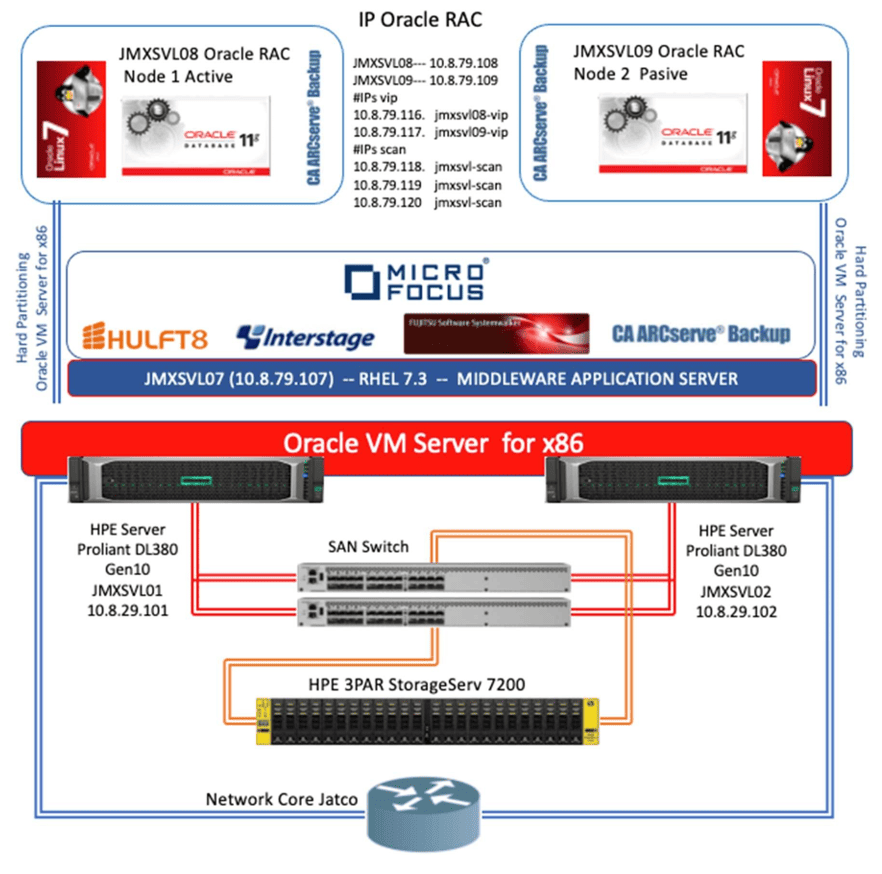 IP Oracle RAC
JMXSVL08 Oracle RAC
Node 1 Active
Oracle
Linux
7
ORACLE
DATABASE 11g
ORACLE
CA ARCserve® Backup
JMXSVL08--- 10.8.79.108
JMXSVL09--- 10.8.79.109
#IPs vip
10.8.79.116. jmxsvl08-vip
10.8.79.117. jmxsvl09-vip
#IPs scan
10.8.79.118. jmxsvl-scan
10.8.79.119 jmxsvl-scan
10.8.79.120 jmxsvl-scan
CA ARCserve® Backup
JMXSVL09 Oracle RAC
Node 2 Pasive
ORACLE
DATABASE 11g
ORACLE
Oracle
Linux
7
Hard Partitioning
Oracle VM Server for x86
MICRO
FOCUS®
HULFT8
Interstage
FUJITSU Software Systemwalker
CA ARCserve® Backup
JMXSVL07 (10.8.79.107) -- RHEL 7.3 -- MIDDLEWARE APPLICATION SERVER
Hard Partitioning
Oracle VM Server for x86
Oracle VM Server for x86
HPE Server
Proliant DL380
Gen10
JMXSVL01
10.8.29.101
SAN Switch
HPE Server
Proliant DL380
Gen10
JMXSVL02
10.8.29.102
HPE 3PAR StorageServ 7200
Network Core Jatco